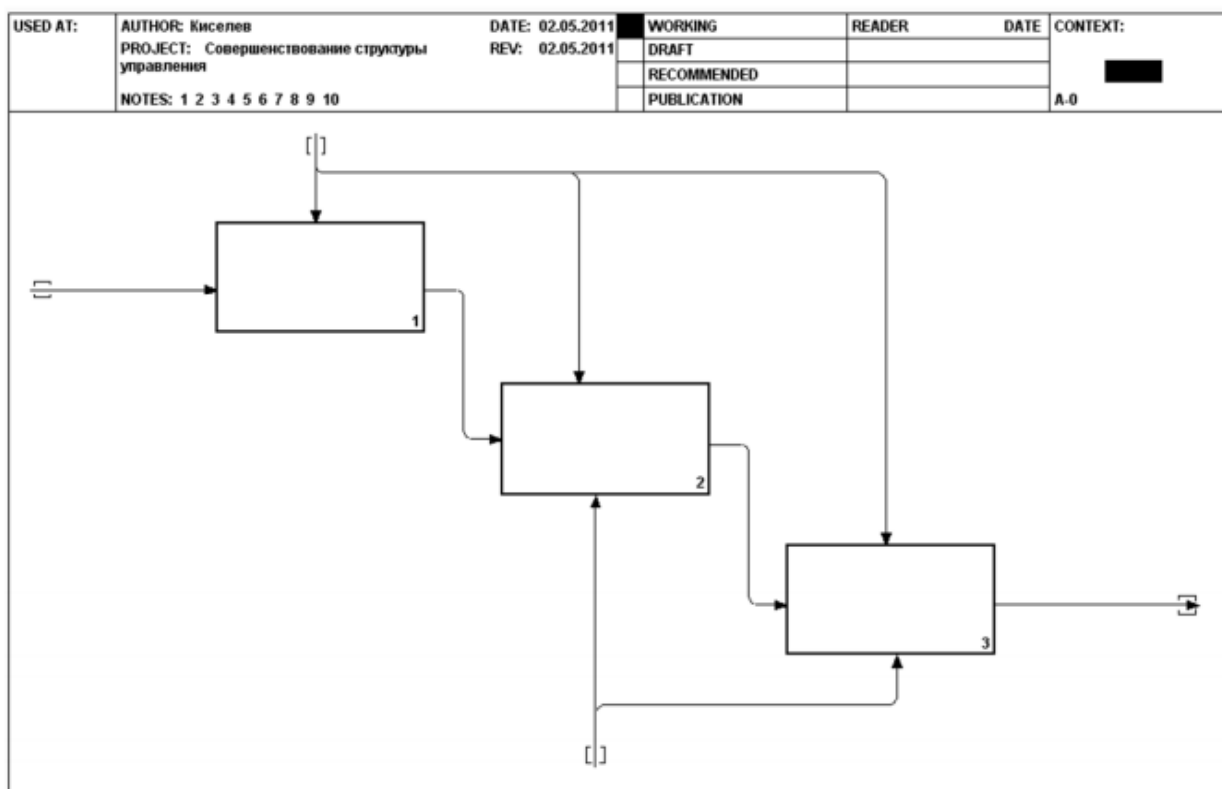 USED AT:
AUTHOR: Киселев
DATE: 02.05.2011
PROJECT: Совершенствование структуры
управления
REV: 02.05.2011
NOTES: 1 2 3 4 5 6 7 8 9 10
WORKING
DRAFT
RECOMMENDED
PUBLICATION
READER DATE
CONTEXT:
A-0
1
2
3